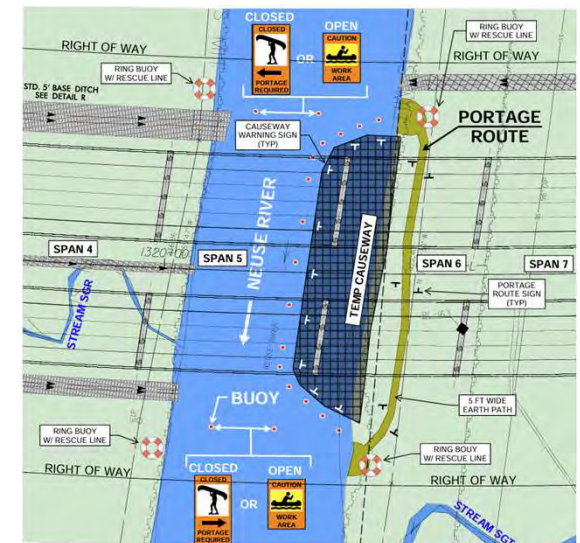 CLOSED
OPEN
CLOSED
PORTAGE
REQUIRED
OR
CAUTION
WORK
AREA
RIGHT OF WAY
RIGHT OF WAY
RING BUOY
W/ RESCUE LINE
RING BUOY
W/ RESCUE LINE
STD. 5' BASE DITCH
SEE DETAIL R
CAUSEWAY
WARNING SIGN
(TYP)
PORTAGE
ROUTE
NEUSE RIVER
TEMP CAUSEWAY
SPAN 4
SPAN 5
SPAN 6
SPAN 7
STREAM SGR
PORTAGE
ROUTE SIGN
(TYP)
BUOY
5 FT WIDE
EARTH PATH
RING BUOY
W/ RESCUE LINE
RING BOUY
W/ RESCUE LINE
RIGHT OF WAY
RIGHT OF WAY
CLOSED
OPEN
CLOSED
PORTAGE
REQUIRED
OR
CAUTION
WORK
AREA
STREAM SGT